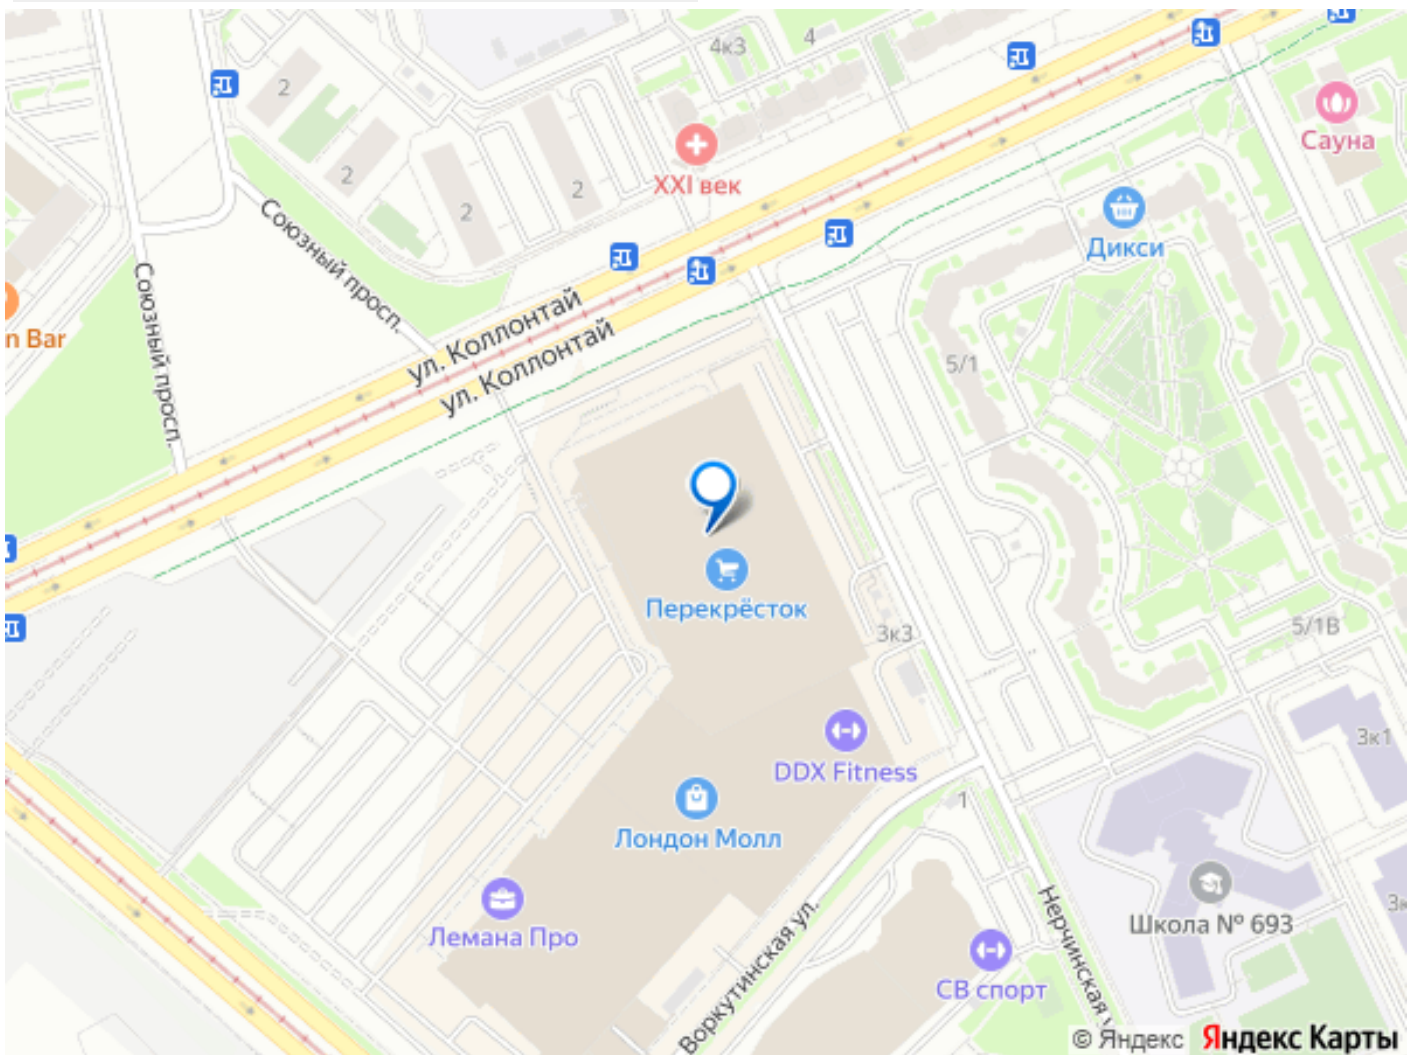 4к3
4
2
2
2
2
Сауна
XXI век
Союзный просп.
Союзный просп.
Дикси
n Bar
ул. Коллонтай
ул. Коллонтай
5/1
Перекрёсток
3к3
5/1В
3к1
DDX Fitness
1
Лондон Молл
Лемана Про
Воркутинская ул.
Нерчинская у
Школа № 693
3к
СВ спорт
© Яндекс Яндекс Карты